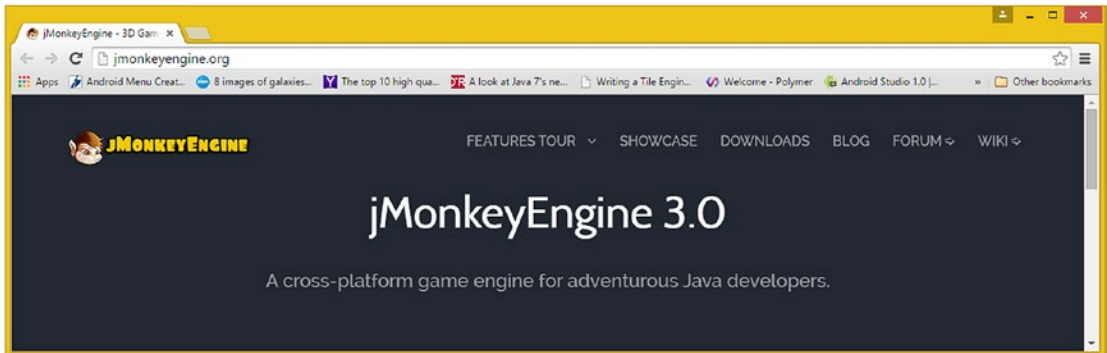 jMonkeyEngine - 3D Gam
jmonkeyengine.org
Apps Android Menu Creat... 8 images of galaxies... The top 10 high qua... A look at Java 7's ne... Writing a Tile Engin... Welcome - Polymer Android Studio 1.0 |... » Other bookmarks
JMONKEYENGINE FEATURES TOUR SHOWCASE DOWNLOADS BLOG FORUM WIKI
jMonkeyEngine 3.0
A cross-platform game engine for adventurous Java developers.